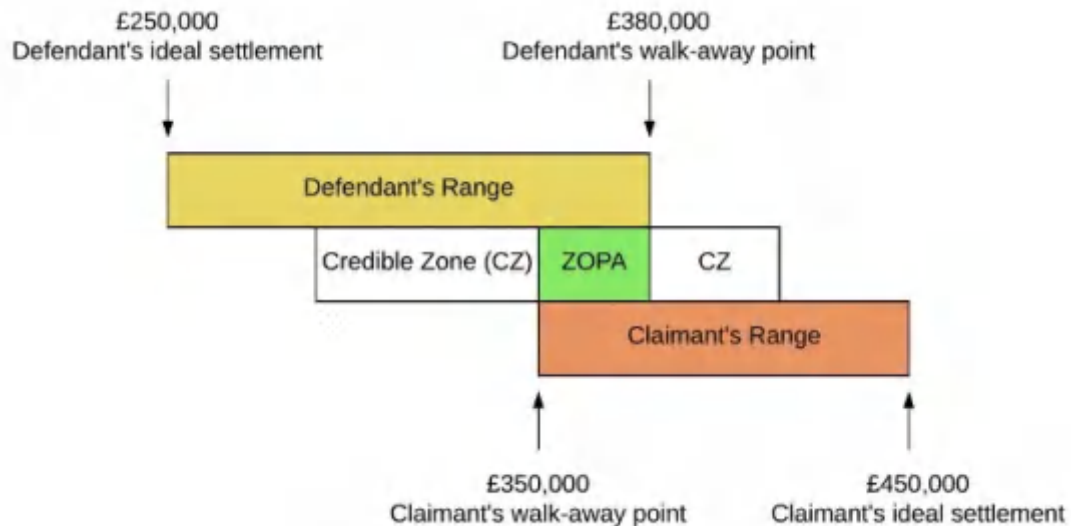 £250,000
Defendant's ideal settlement
£380,000
Defendant's walk-away point
Defendant's Range
Credible Zone (CZ)
ZOPA
CZ
Claimant's Range
£350,000
Claimant's walk-away point
£450,000
Claimant's ideal settlement